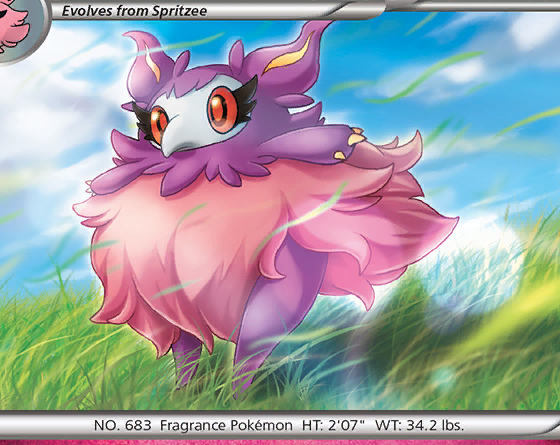 Evolves from Spritzee
NO. 683 Fragrance Pokémon HT: 2'07" WT: 34.2 lbs.